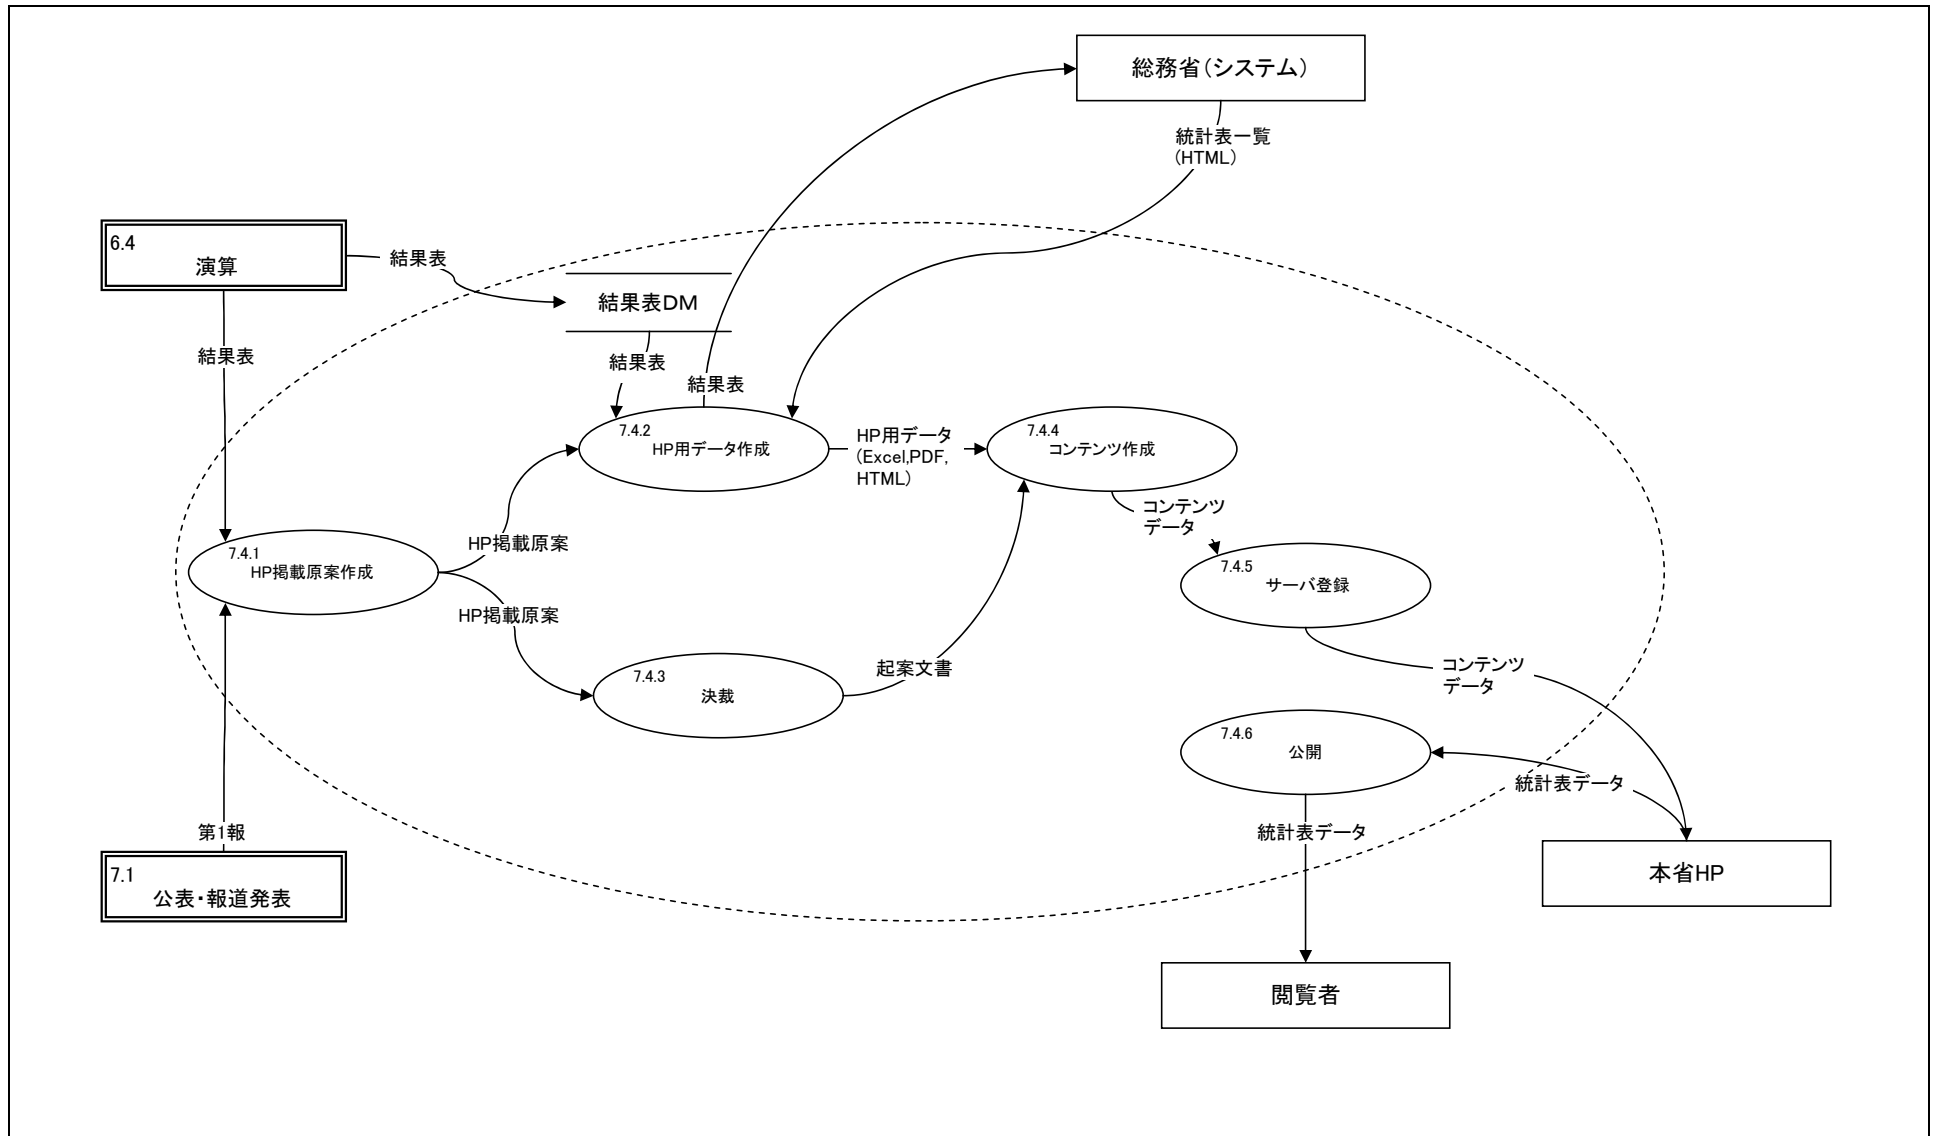 総務省(システム)
統計表一覧
(HTML)
6.4
演算
結果表
結果表DM
結果表
結果表
結果表
7.4.2
HP用データ作成
HP用データ
(Excel,PDF,
HTML)
7.4.4
コンテンツ作成
コンテンツ
データ
HP掲載原案
7.4.1
HP掲載原案作成
7.4.5
サーバ登録
HP掲載原案
7.4.3
決裁
起案文書
コンテンツ
データ
7.4.6
公開
統計表データ
統計表データ
第1報
7.1
公表・報道発表
本省HP
閲覧者